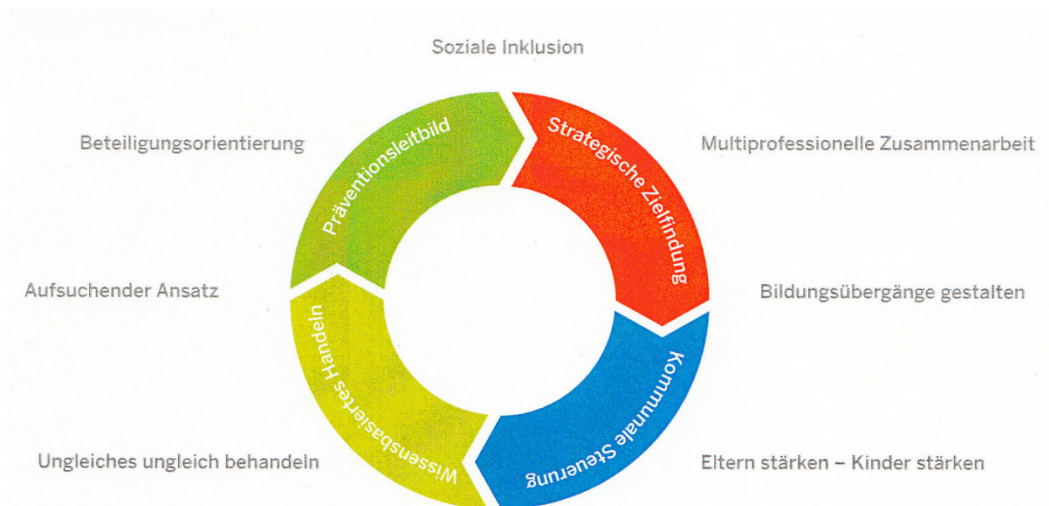 Soziale Inklusion
Beteiligungsorientierung
Präventionsleitbild
Strategische Zielfindung
Multiprofessionelle Zusammenarbeit
Aufsuchender Ansatz
Bildungsübergänge gestalten
Wissensbasiertes Handeln
Kommunale Steuerung
Ungleiches ungleich behandeln
Eltern stärken – Kinder stärken